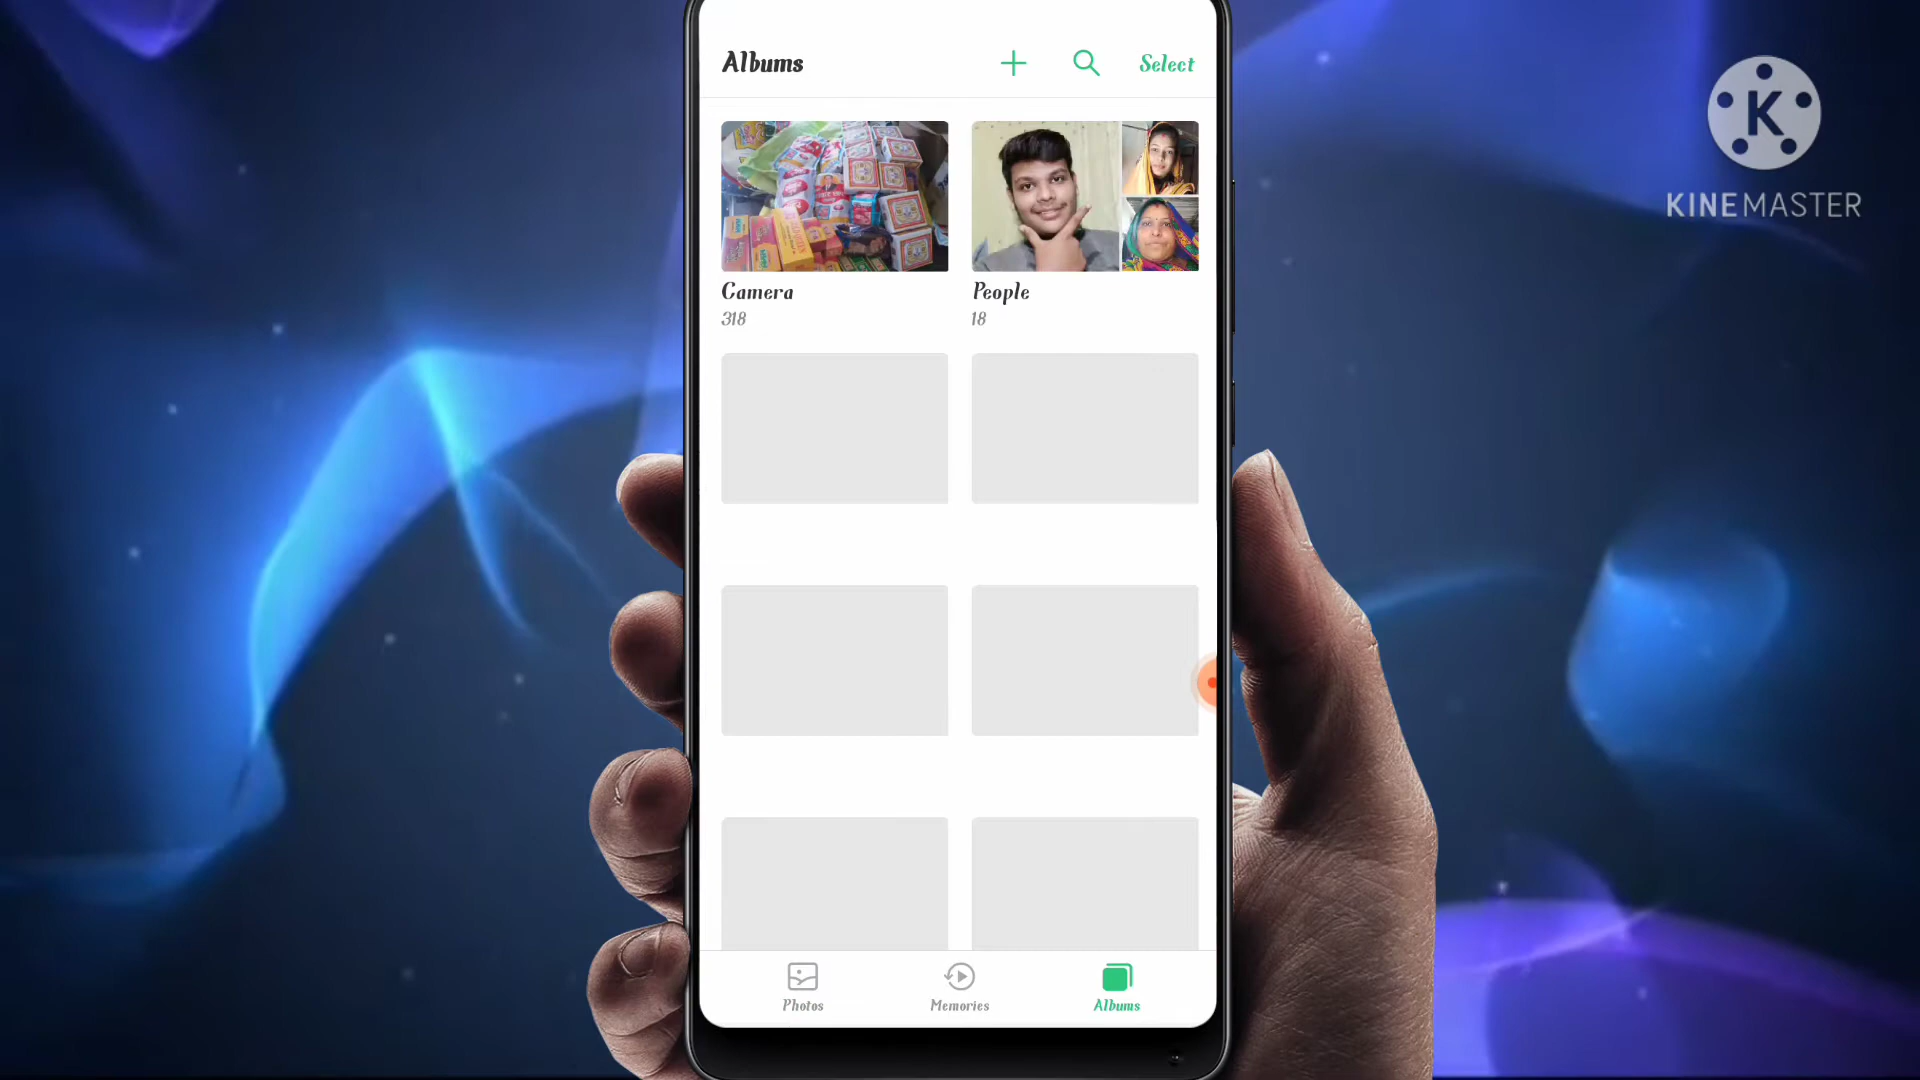 Albums
Select
K
KINEMASTER
Camera
318
People
18
Photos
Memories
Albums